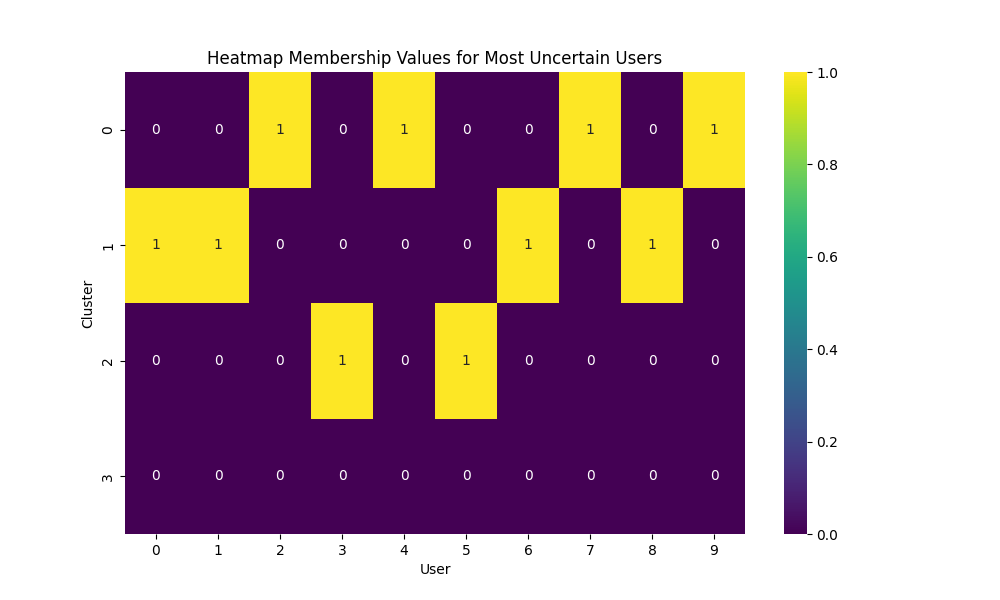 Heatmap Membership Values for Most Uncertain Users
0 0 0 1 0 1 0 0 1 0 1
1 1 1 0 0 0 0 1 0 1 0
2 0 0 0 1 0 1 0 0 0 0
3 0 0 0 0 0 0 0 0 0 0
0 1 2 3 4 5 6 7 8 9
User
Cluster
1.0
0.8
0.6
0.4
0.2
0.0